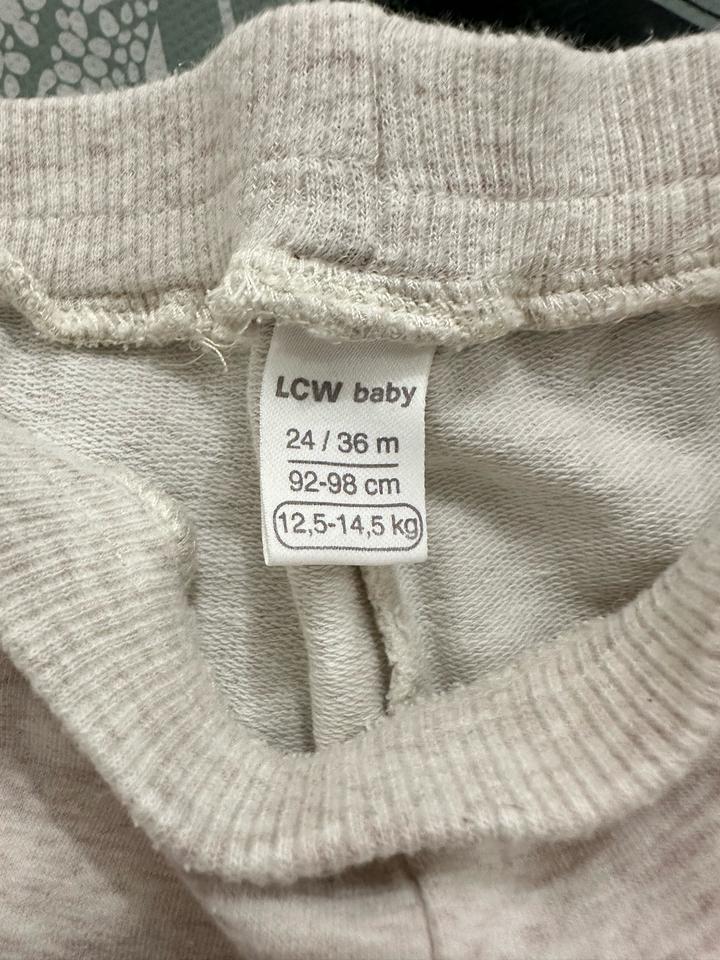 LCW baby
24 / 36 m
92-98 cm
12,5-14,5 kg